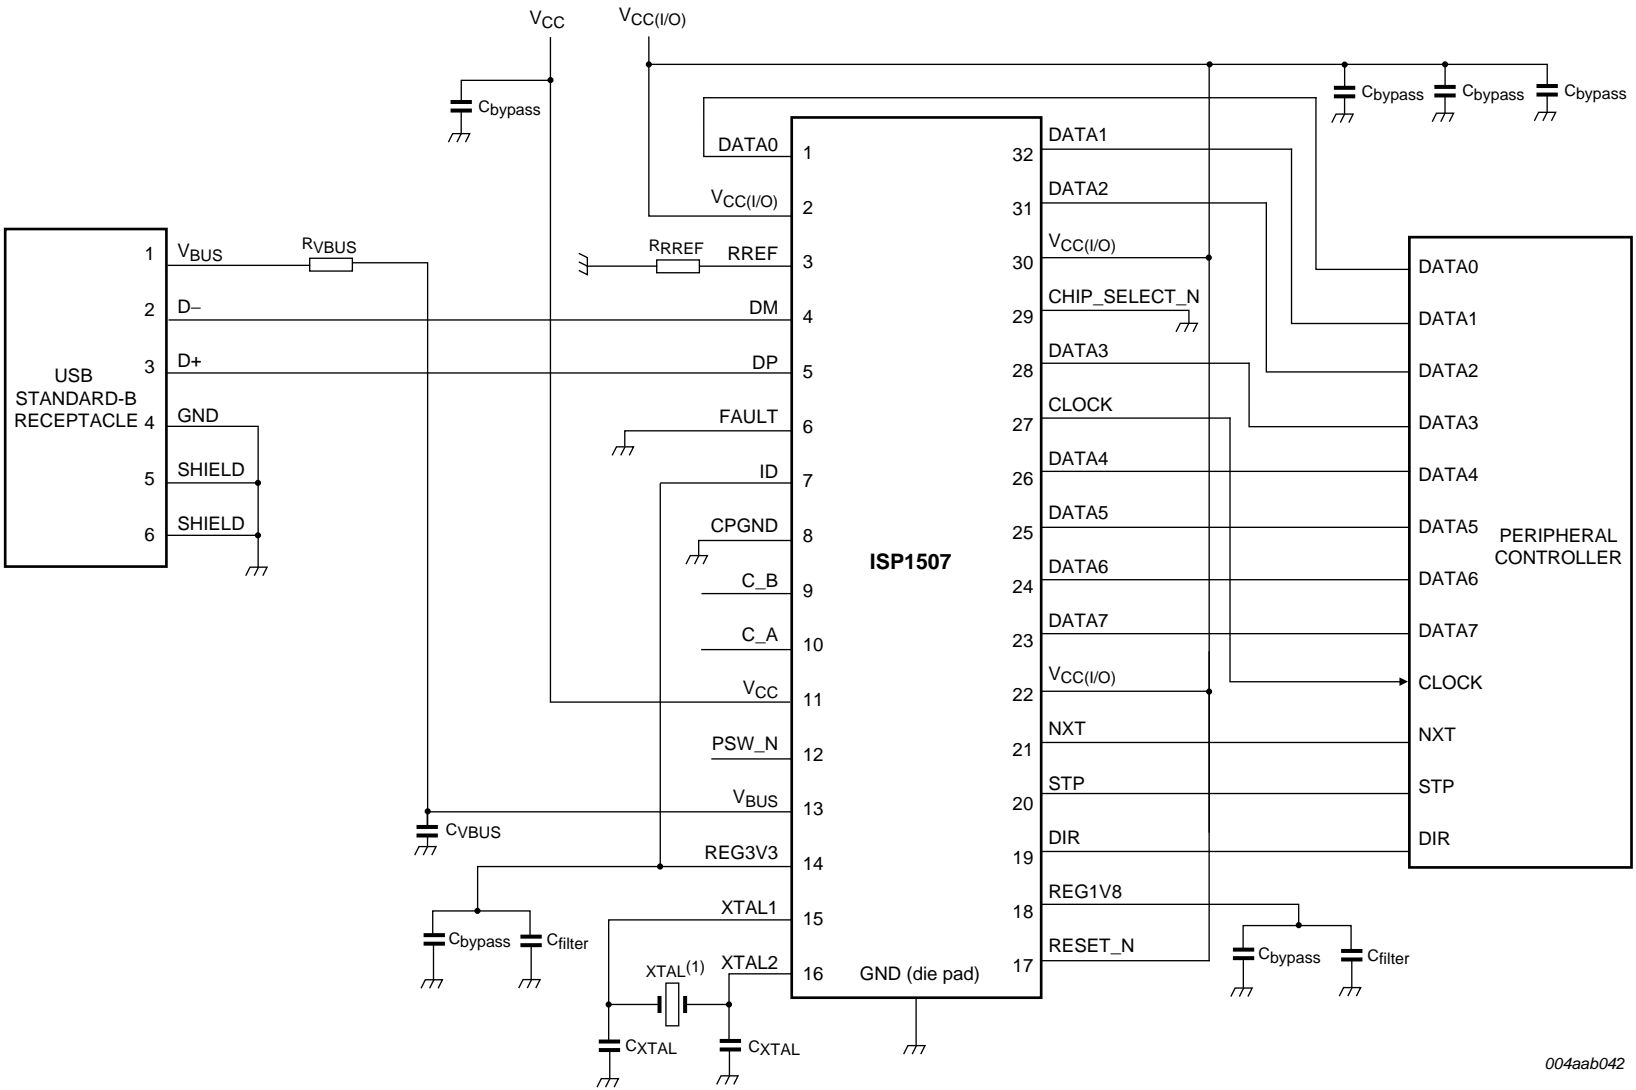 VCC
VCC(I/O)
Cbypass
Cbypass
Cbypass
Cbypass
USB
STANDARD-B
RECEPTACLE
1
VBUS
RVBUS
2
D−
3
D+
4
GND
5
SHIELD
6
SHIELD
CVBUS
DATA0
1
VCC(I/O)
2
RRREF
RREF
3
DM
4
DP
5
FAULT
6
ID
7
CPGND
8
C_B
9
C_A
10
VCC
11
PSW_N
12
VBUS
13
REG3V3
14
Cbypass
Cfilter
XTAL1
15
XTAL(1)
XTAL2
16
CXTAL
CXTAL
ISP1507
GND (die pad)
DATA1
32
DATA2
31
VCC(I/O)
30
CHIP_SELECT_N
29
DATA3
28
CLOCK
27
DATA4
26
DATA5
25
DATA6
24
DATA7
23
VCC(I/O)
22
NXT
21
STP
20
DIR
19
REG1V8
18
RESET_N
17
Cbypass
Cfilter
DATA0
DATA1
DATA2
DATA3
DATA4
DATA5
PERIPHERAL
CONTROLLER
DATA6
DATA7
CLOCK
NXT
STP
DIR
004aab042